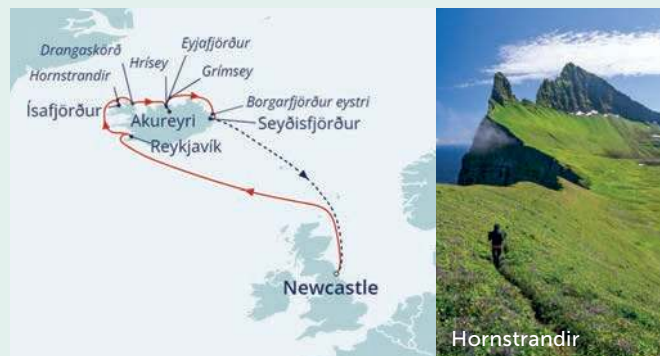 Eyjafjörður
Drangaskörð
Hrísey
Grímsey
Hornstrandir
Ísafjörður
Borgarfjörður eystri
Akureyri
Seyðisfjörður
Reykjavík
Newcastle
Hornstrandir